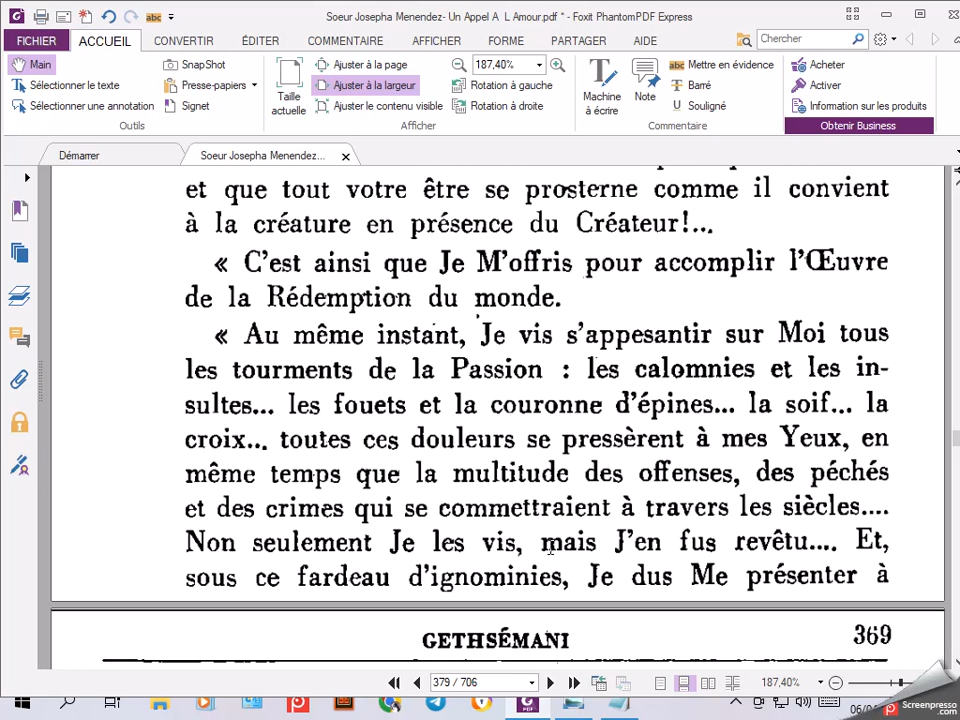 Soeur Josepha Menendez- Un Appel A L Amour.pdf * - Foxit PhantomPDF Express
FICHIER ACCUEIL CONVERTIR ÉDITER COMMENTAIRE AFFICHER FORME PARTAGER AIDE Chercher
Main SnapShot Ajuster à la page 187,40% abc Mettre en évidence Acheter
Sélectionner le texte Presse-papiers Ajuster à la largeur Rotation à gauche Barré Activer
Sélectionner une annotation Signet Taille actuelle Ajuster le contenu visible Rotation à droite Machine à écrire Note Souligné Information sur les produits
Outils Afficher Commentaire Obtenir Business
Démarrer Soeur Josepha Menendez...
et que tout votre être se prosterne comme il convient
à la créature en présence du Créateur!...
« C'est ainsi que Je M'offris pour accomplir l'Œuvre
de la Rédemption du monde.
« Au même instant, Je vis s'appesantir sur Moi tous
les tourments de la Passion : les calomnies et les in-
sultes... les fouets et la couronne d'épines... la soif... la
croix... toutes ces douleurs se pressèrent à mes Yeux, en
même temps que la multitude des offenses, des péchés
et des crimes qui se commettraient à travers les siècles....
Non seulement Je les vis, mais J'en fus revêtu.... Et,
sous ce fardeau d'ignominies, Je dus Me présenter à
GETHSÉMANI 369
379 / 706 187,40%
Screenpresso
.com